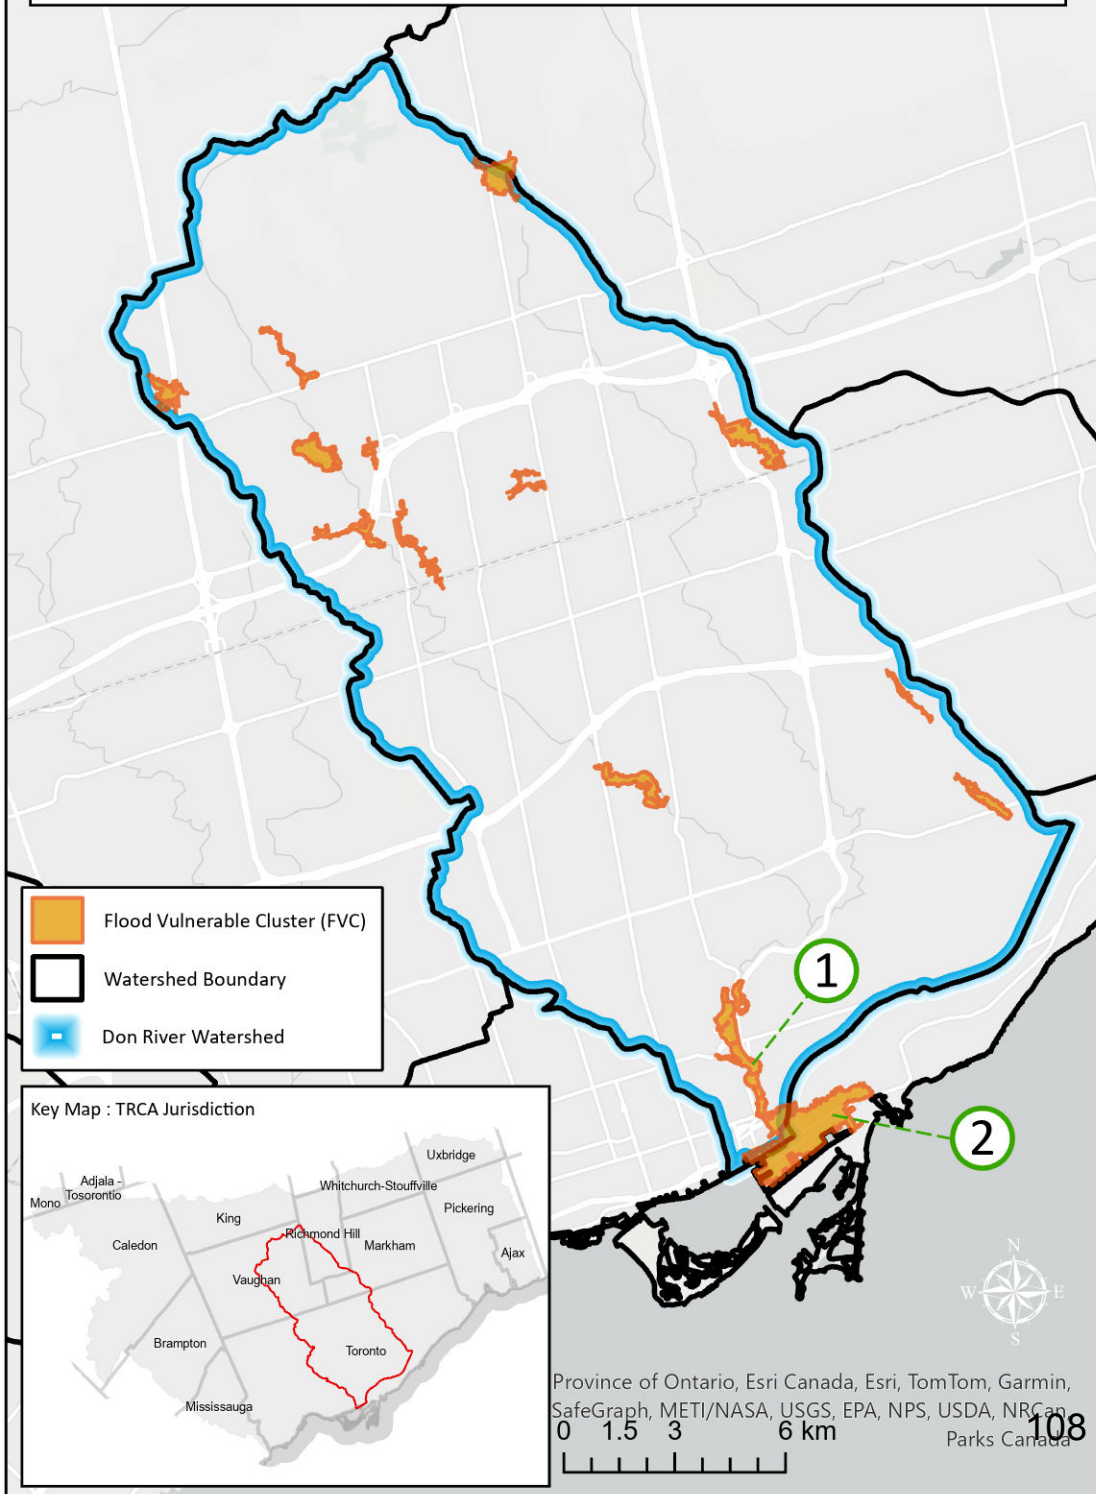 1
2
Flood Vulnerable Cluster (FVC)
Watershed Boundary
Don River Watershed
Key Map : TRCA Jurisdiction
Uxbridge
Adjala -
Tosorontio
Mono
Whitchurch-Stouffville
Pickering
King
Richmond Hill
Markham
Caledon
Ajax
Vaughan
Brampton
Toronto
Mississauga
N
W
E
S
Province of Ontario, Esri Canada, Esri, TomTom, Garmin,
SafeGraph, METI/NASA, USGS, EPA, NPS, USDA, NRCan,
Parks Canada
0 1.5 3 6 km
108